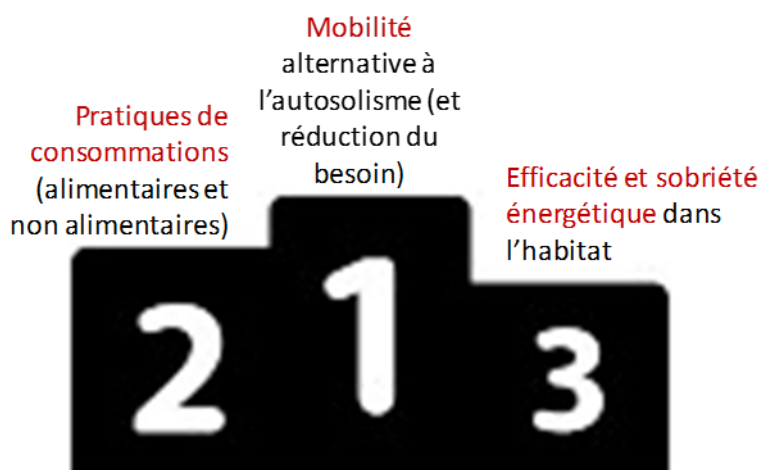 Mobilité
alternative à
l'autosolisme (et
réduction du
besoin)
Pratiques de
consommations
(alimentaires et
non alimentaires)
Efficacité et sobriété
énergétique dans
l'habitat
1
2
3